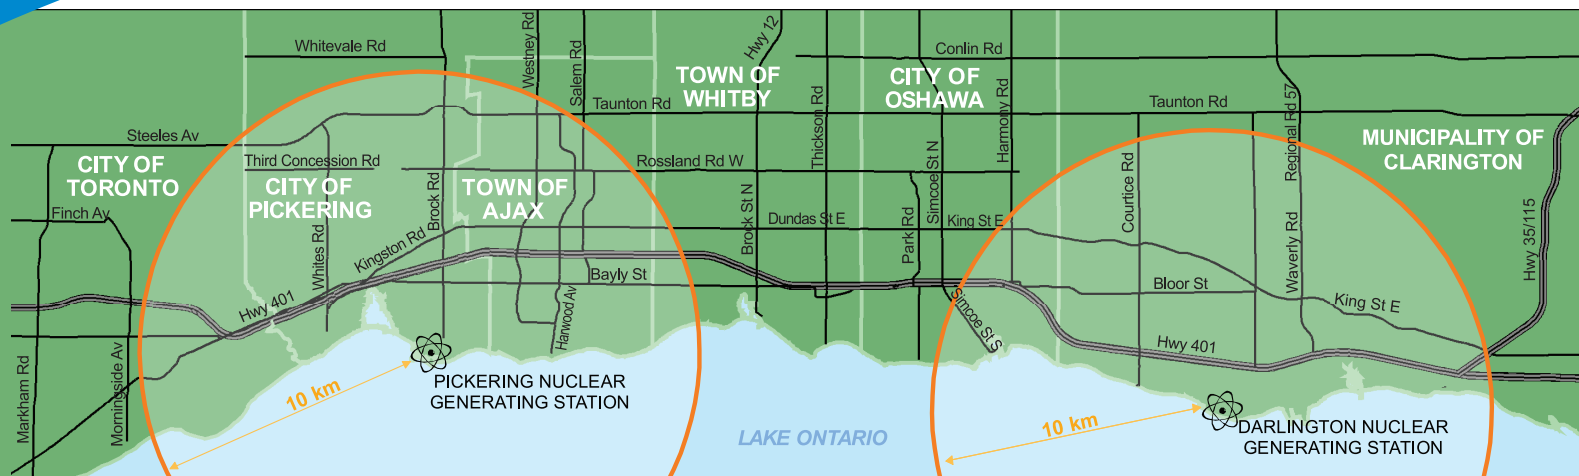 Whitevale Rd
Westney Rd
Salem Rd
Hwy 12
Conlin Rd
TOWN OF
WHITBY
CITY OF
OSHAWA
Taunton Rd
Thickson Rd
Harmony Rd
Taunton Rd
Regional Rd 57
Steeles Av
CITY OF
TORONTO
Third Concession Rd
CITY OF
PICKERING
Brock Rd
TOWN OF
AJAX
Rossland Rd W
Simcoe St N
Courtice Rd
MUNICIPALITY OF
CLARINGTON
Finch Av
Whites Rd
Kingston Rd
Brock St N
Dundas St E
Park Rd
King St E
Waverly Rd
Hwy 35/115
Hwy 401
Bayly St
Harwood Av
Simcoe St S
Bloor St
King St E
Hwy 401
Markham Rd
Morningside Av
10 km
PICKERING NUCLEAR
GENERATING STATION
LAKE ONTARIO
10 km
DARLINGTON NUCLEAR
GENERATING STATION